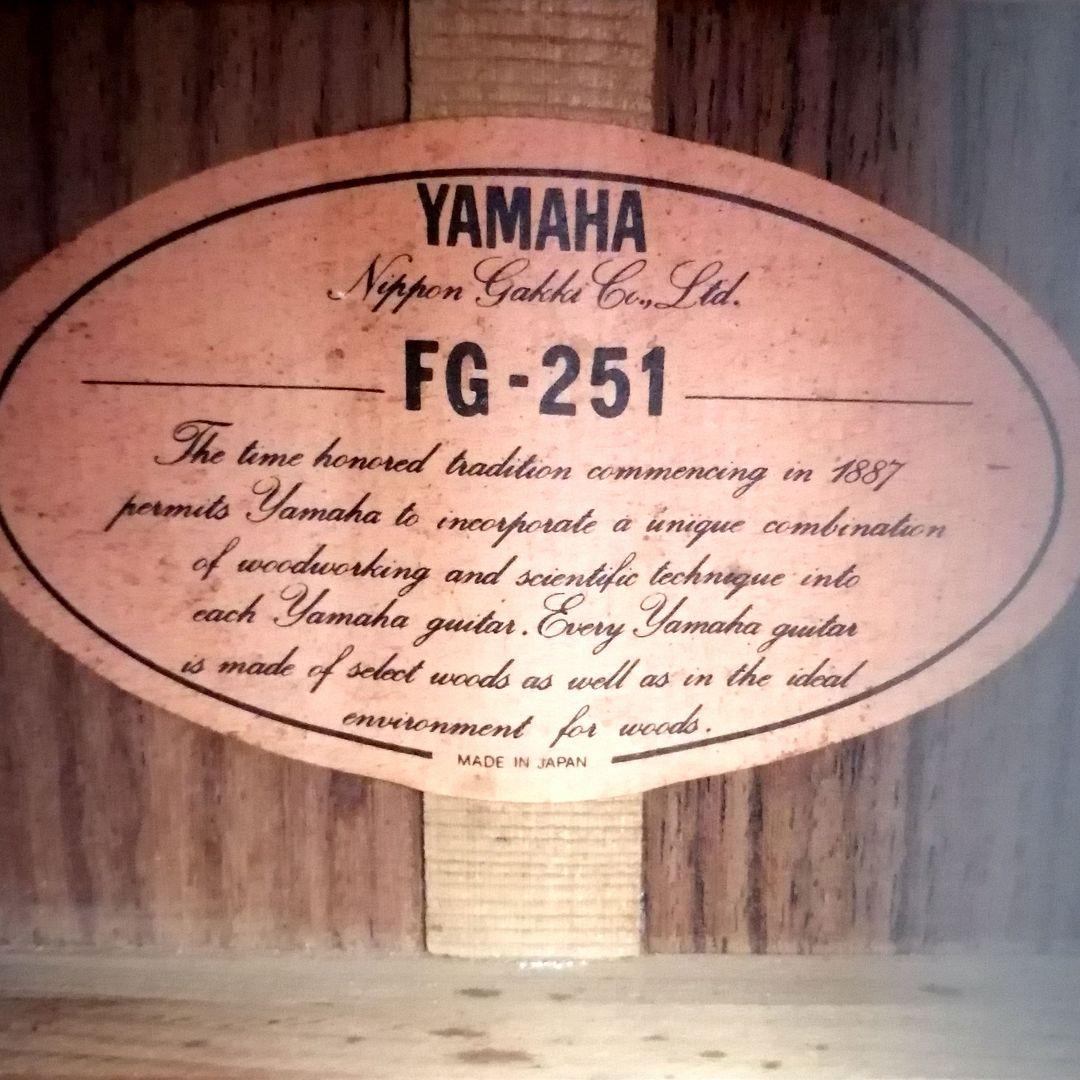 YAMAHA
Nippon Gakki Co., Ltd.
FG-251
The time honored tradition commencing in 1887
permits Yamaha to incorporate a unique combination
of woodworking and scientific technique into
each Yamaha guitar. Every Yamaha guitar
is made of select woods as well as in the ideal
environment for woods.
MADE IN JAPAN